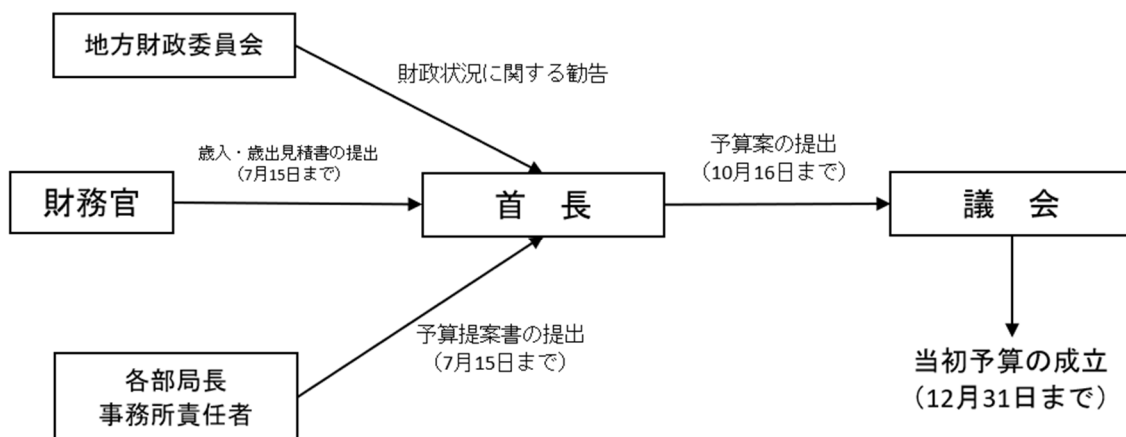 地方財政委員会
財政状況に関する勧告
歳入・歳出見積書の提出
(7月15日まで)
予算案の提出
(10月16日まで)
財務官
首　長
議　会
予算提案書の提出
(7月15日まで)
各部局長
事務所責任者
当初予算の成立
(12月31日まで)